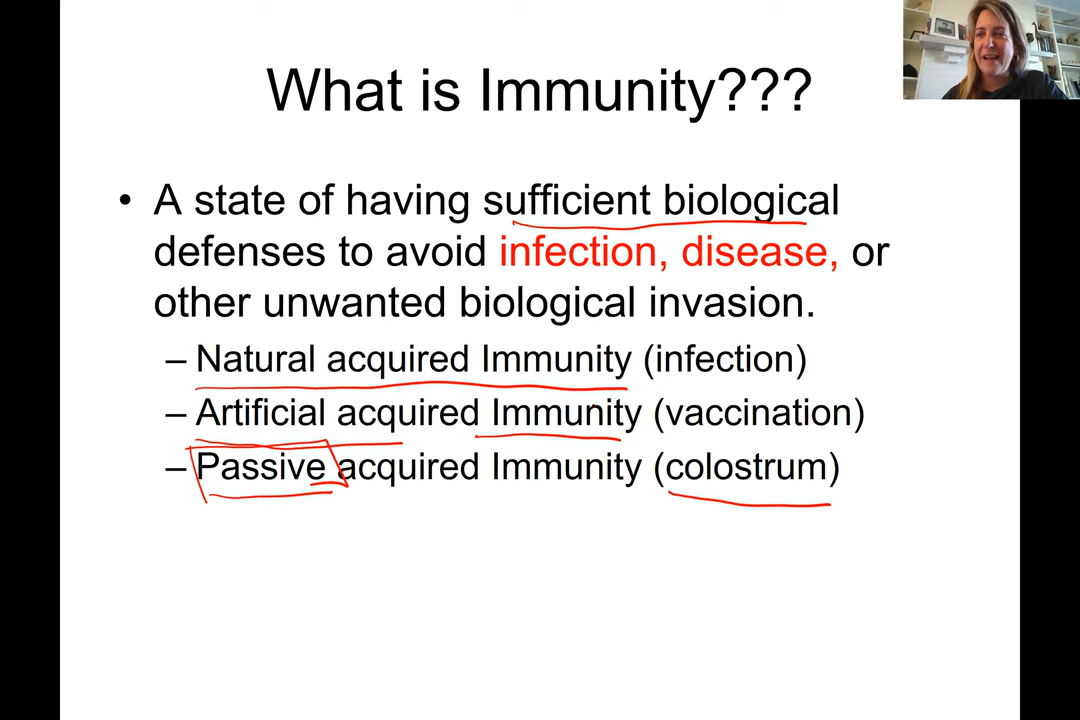 What is Immunity???
• A state of having sufficient biological
defenses to avoid infection, disease, or
other unwanted biological invasion.
– Natural acquired Immunity (infection)
– Artificial acquired Immunity (vaccination)
– Passive acquired Immunity (colostrum)